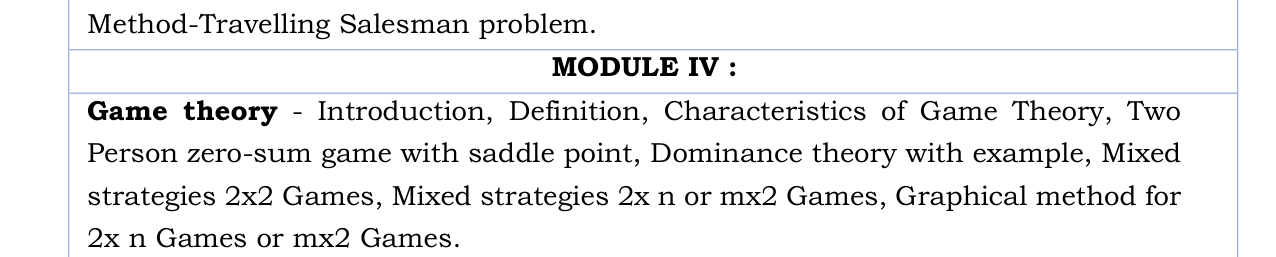 Method-Travelling Salesman problem.
MODULE IV :
Game theory - Introduction, Definition, Characteristics of Game Theory, Two
Person zero-sum game with saddle point, Dominance theory with example, Mixed
strategies 2x2 Games, Mixed strategies 2x n or mx2 Games, Graphical method for
2x n Games or mx2 Games.